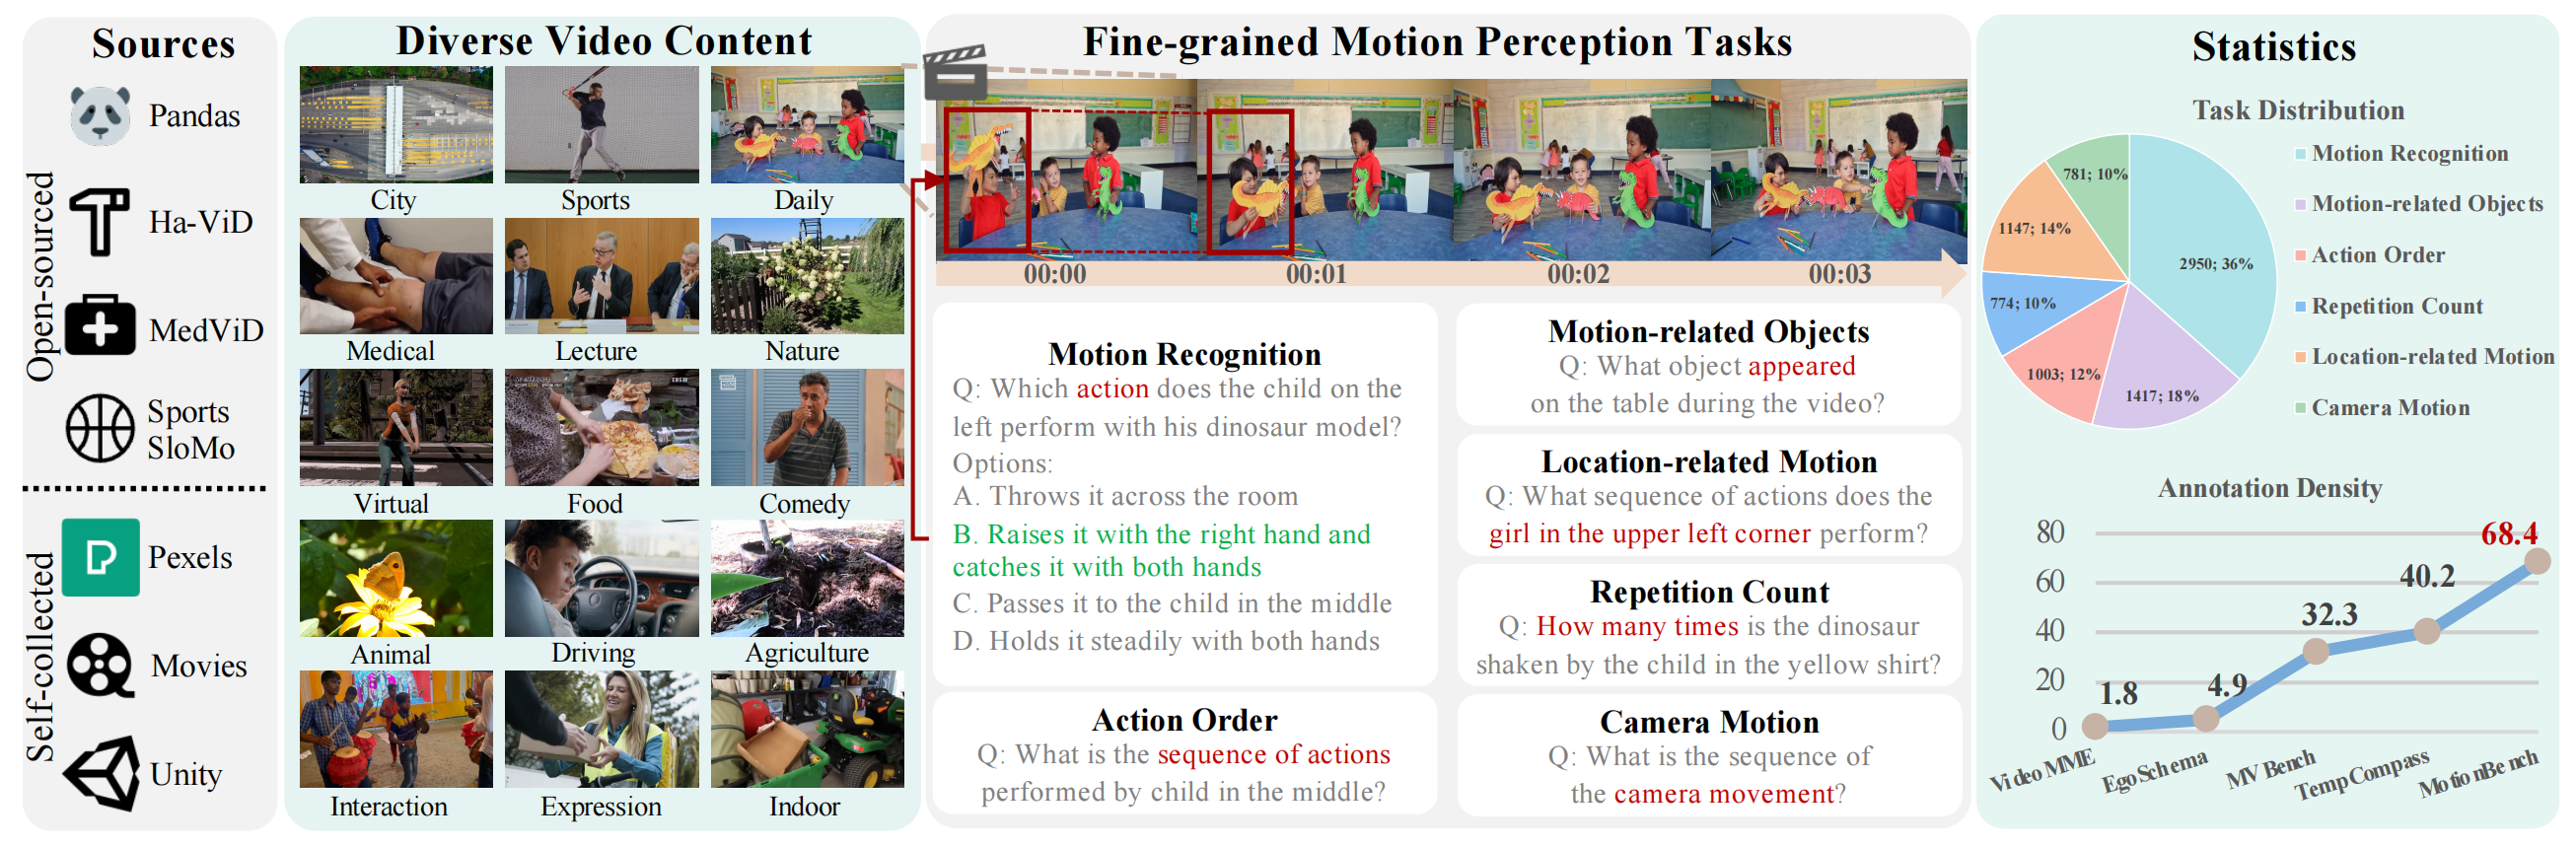 Sources
Open-sourced
Pandas
Ha-ViD
MedViD
Sports
SloMo
Self-collected
Pexels
Movies
Unity
Diverse Video Content
City
Sports
Daily
Medical
Lecture
Nature
Virtual
Food
Comedy
Animal
Driving
Agriculture
Interaction
Expression
Indoor
Fine-grained Motion Perception Tasks
00:00
00:01
00:02
00:03
Motion Recognition
Q: Which action does the child on the
left perform with his dinosaur model?
Options:
A. Throws it across the room
B. Raises it with the right hand and
catches it with both hands
C. Passes it to the child in the middle
D. Holds it steadily with both hands
Action Order
Q: What is the sequence of actions
performed by child in the middle?
Motion-related Objects
Q: What object appeared
on the table during the video?
Location-related Motion
Q: What sequence of actions does the
girl in the upper left corner perform?
Repetition Count
Q: How many times is the dinosaur
shaken by the child in the yellow shirt?
Camera Motion
Q: What is the sequence of
the camera movement?
Statistics
Task Distribution
781; 10%
1147; 14%
2950; 36%
774; 10%
1003; 12%
1417; 18%
Motion Recognition
Motion-related Objects
Action Order
Repetition Count
Location-related Motion
Camera Motion
Annotation Density
80
60
40
20
0
1.8
4.9
32.3
40.2
68.4
Video MME
EgoSchema
MV Bench
TempCompass
MotionBench